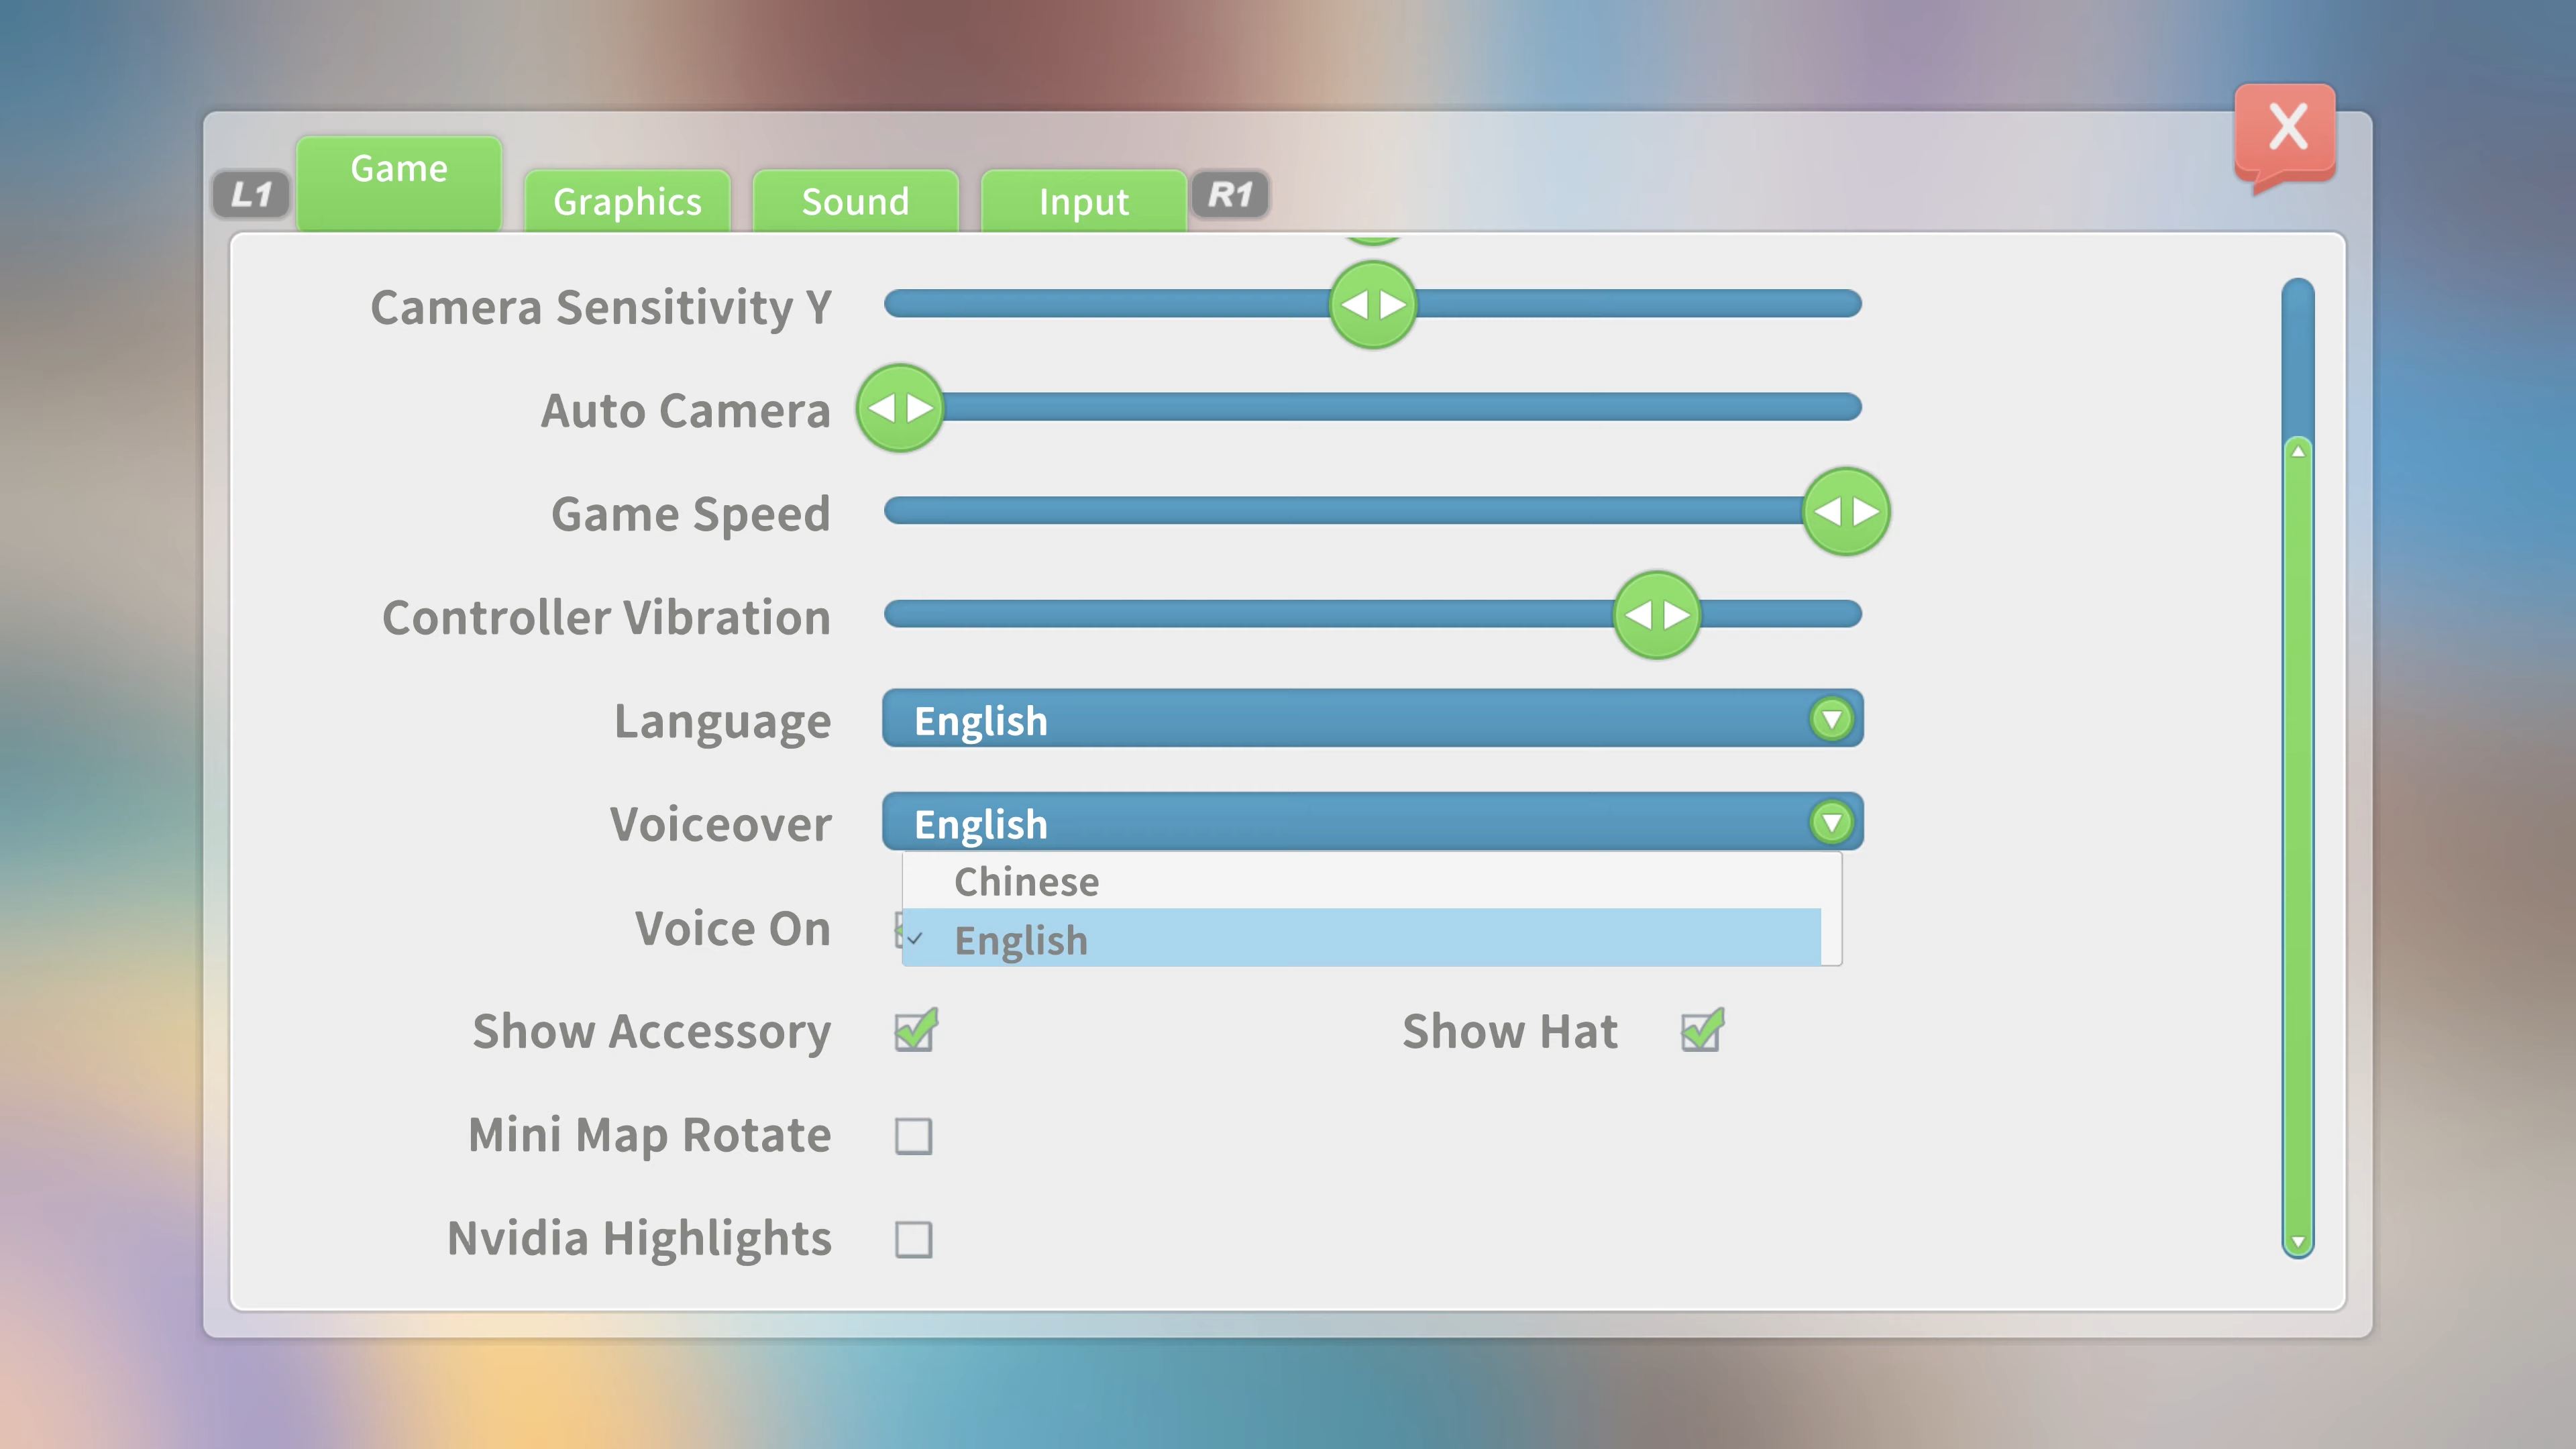 L1
Game
Graphics
Sound
Input
R1
X
Camera Sensitivity Y
Auto Camera
Game Speed
Controller Vibration
Language English
Voiceover English
Chinese
English
Voice On
Show Accessory
Show Hat
Mini Map Rotate
Nvidia Highlights